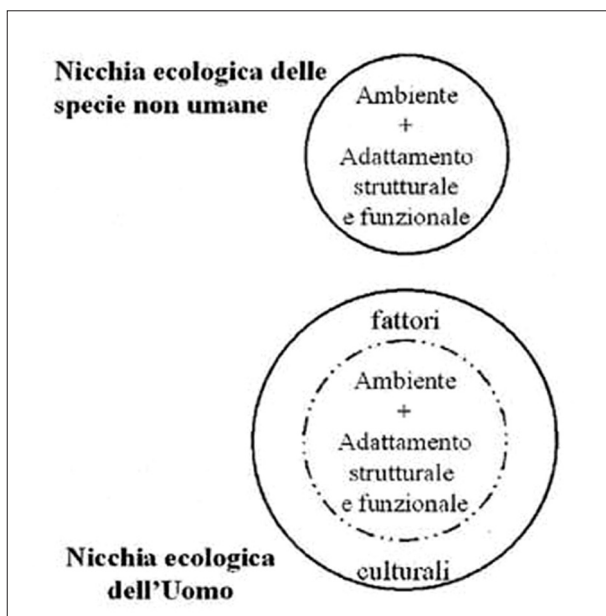 Nicchia ecologica delle
specie non umane
Ambiente
+
Adattamento
strutturale
e funzionale
fattori
Ambiente
+
Adattamento
strutturale
e funzionale
culturali
Nicchia ecologica
dell'Uomo